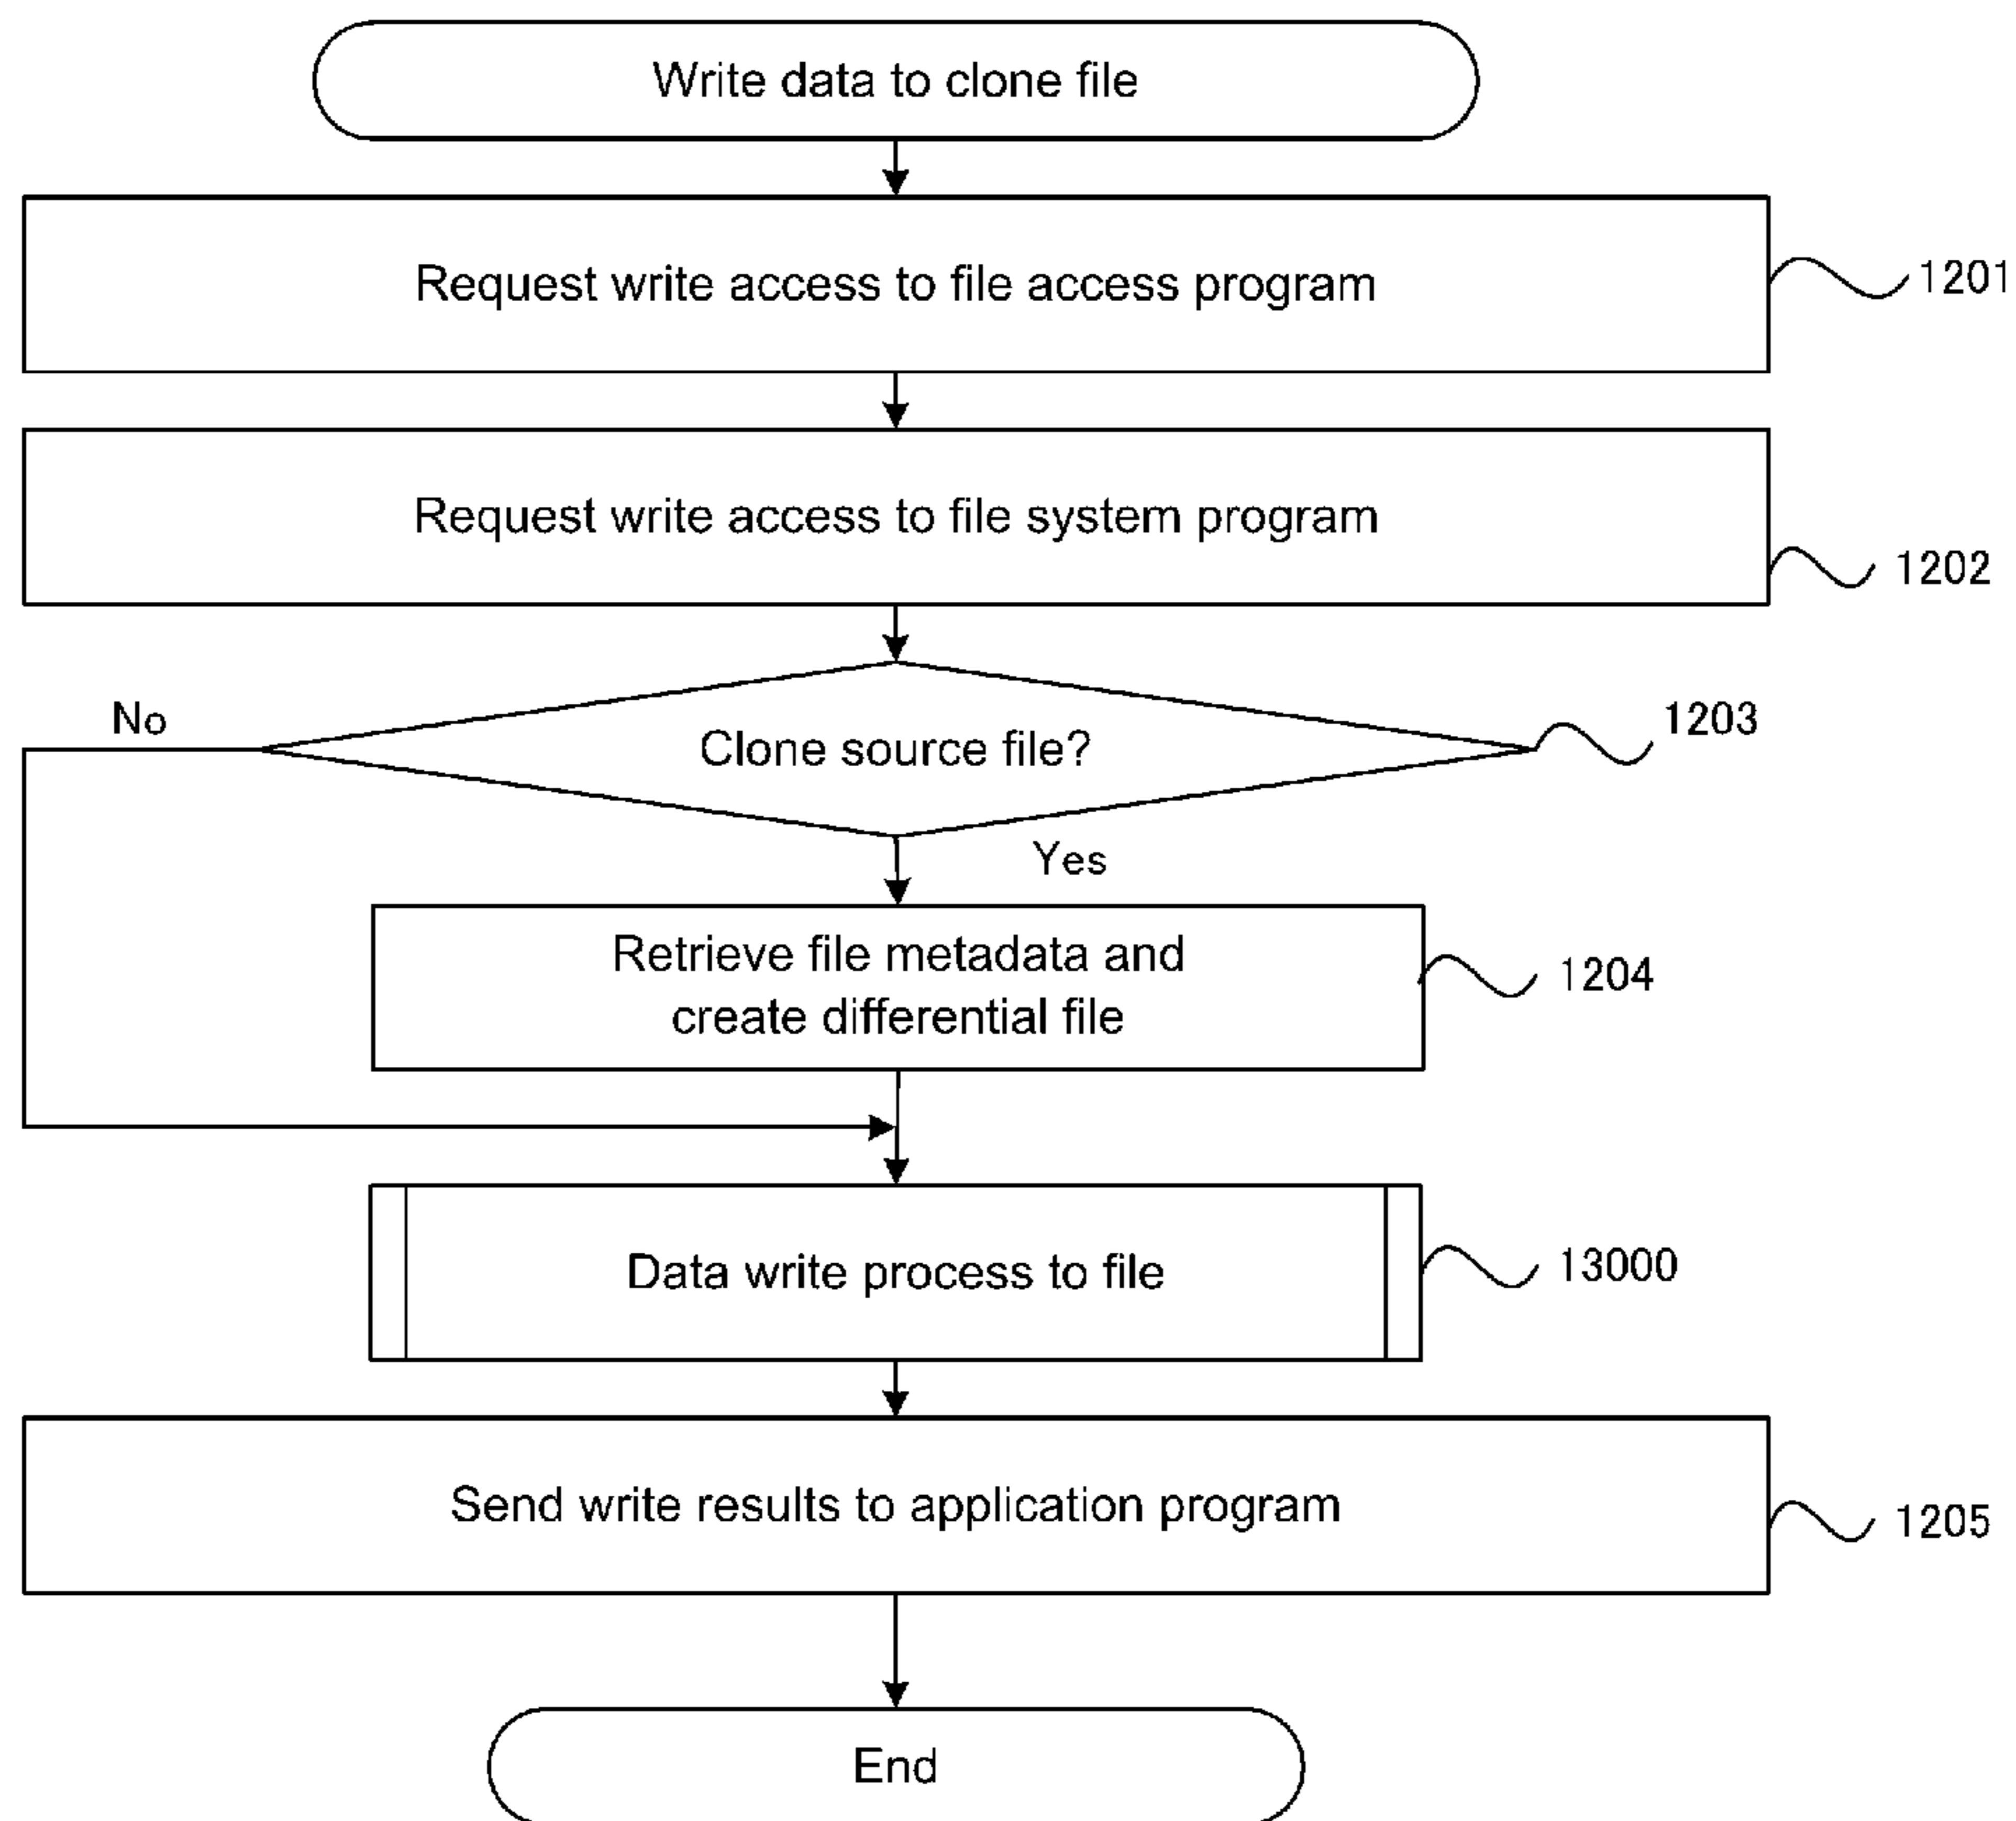 Write data to clone file
Request write access to file access program
1201
Request write access to file system program
1202
No
Clone source file?
1203
Yes
Retrieve file metadata and
create differential file
1204
Data write process to file
13000
Send write results to application program
1205
End